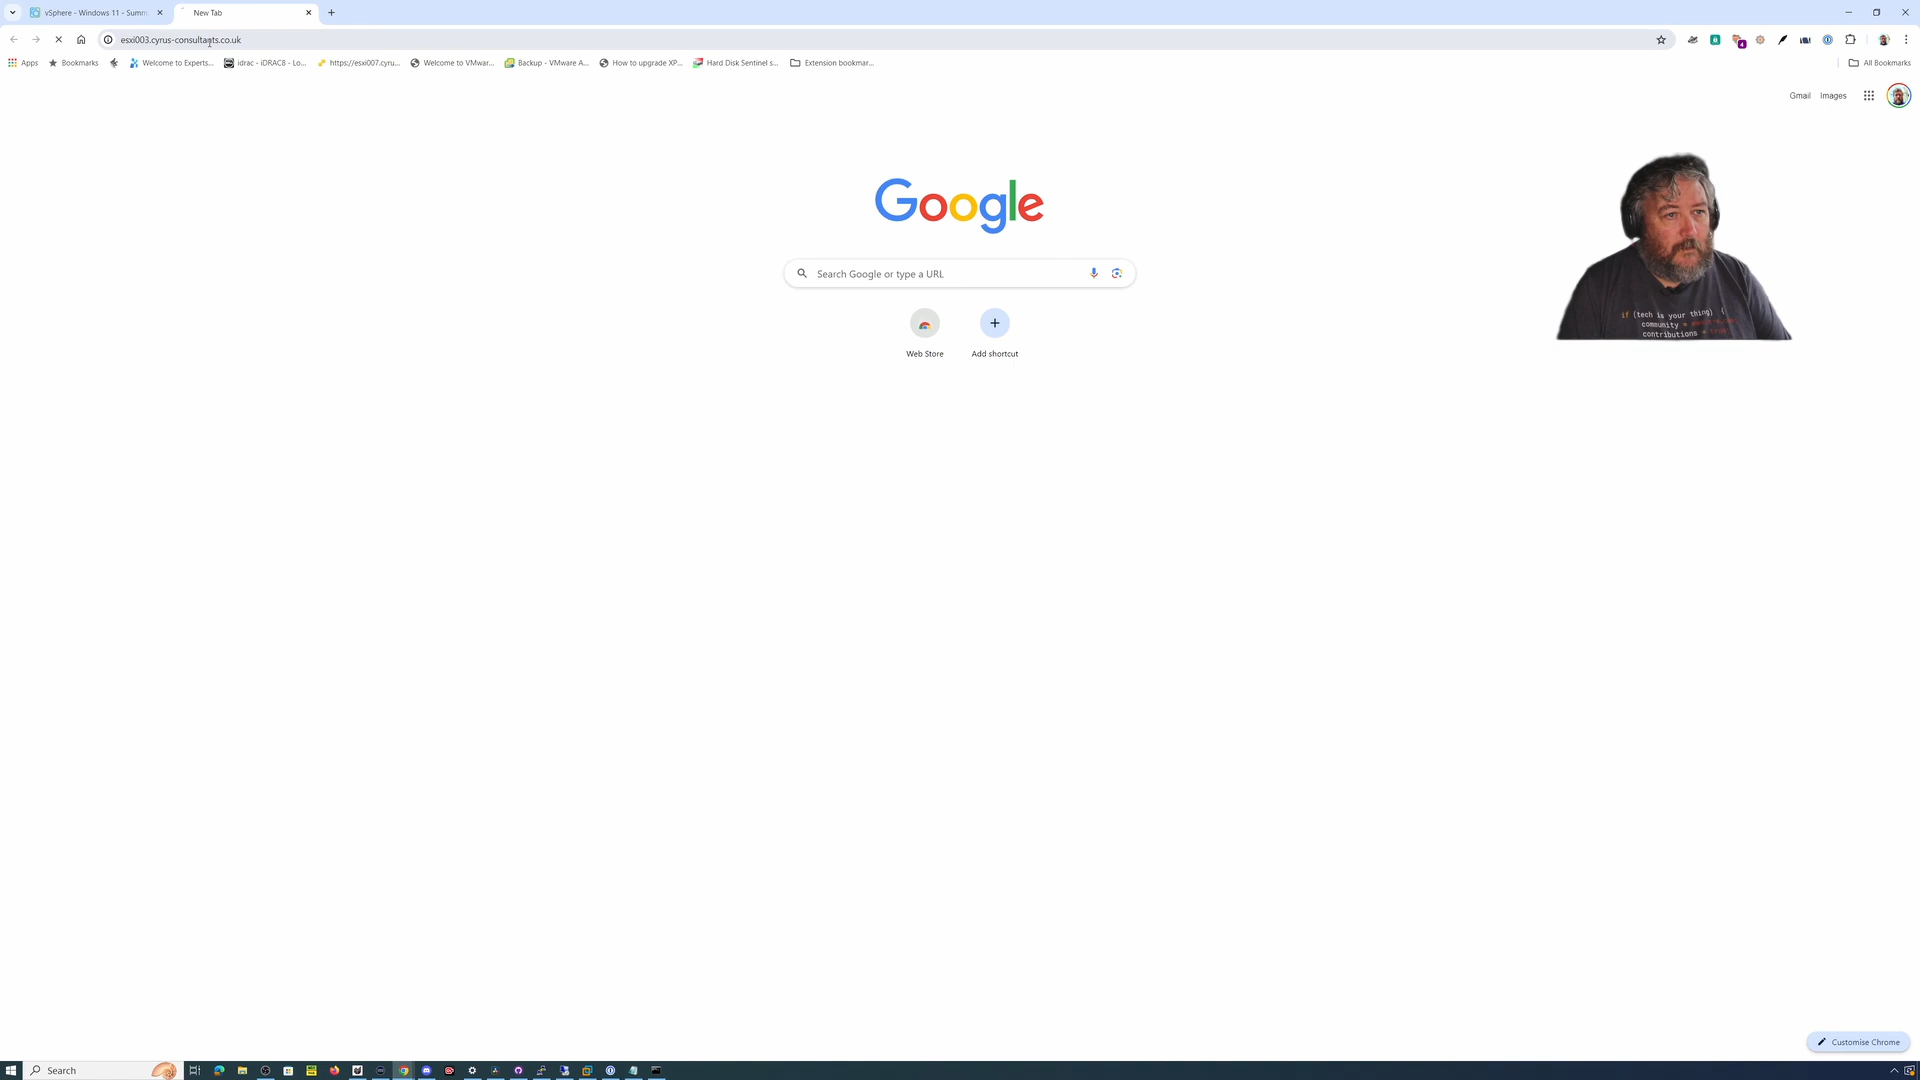 vSphere - Windows 11 - Summ
New Tab
esxi003.cyrus-consultants.co.uk
Apps
Bookmarks
Welcome to Experts...
idrac - iDRAC8 - Lo...
https://esxi007.cyru...
Welcome to VMwar...
Backup - VMware A...
How to upgrade XP...
Hard Disk Sentinel s...
Extension bookmar...
All Bookmarks
Gmail
Images
Google
Search Google or type a URL
Web Store
Add shortcut
if (tech is your thing) {
community =
contributions = true
Customise Chrome
Search